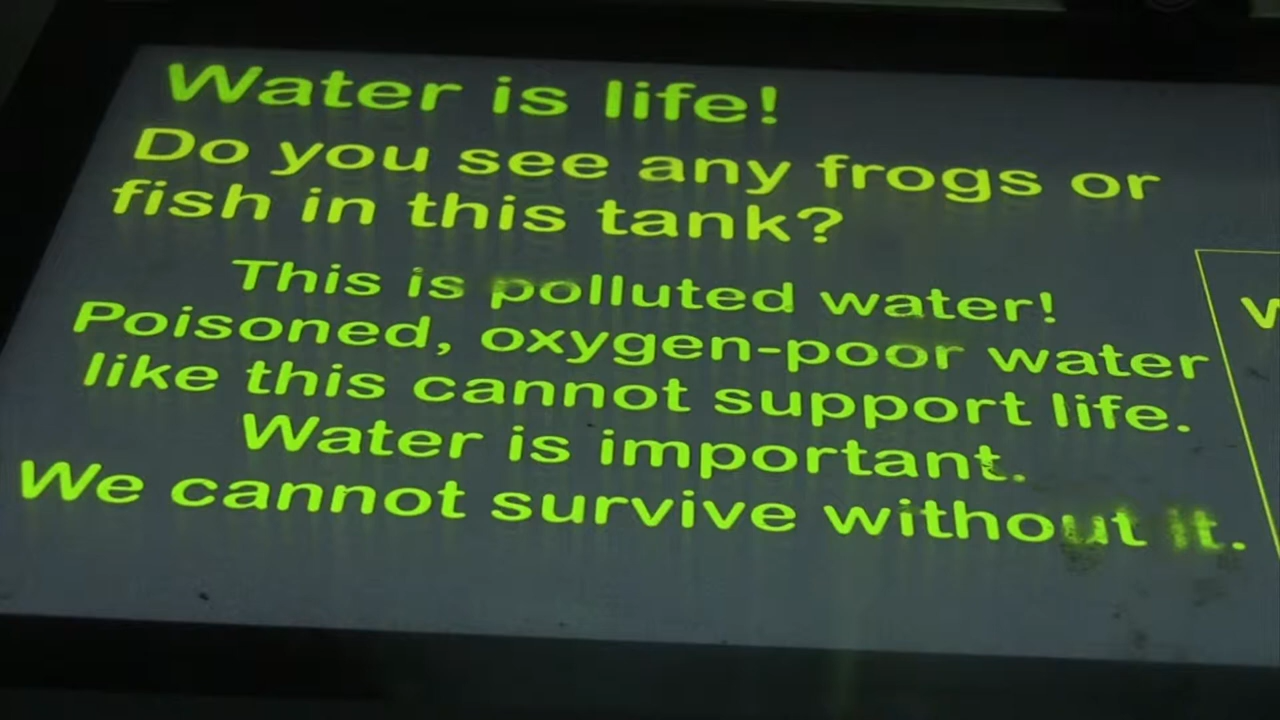 Water is life!
Do you see any frogs or
fish in this tank?
This is polluted water!
Poisoned, oxygen-poor water
like this cannot support life.
Water is important.
We cannot survive without it.